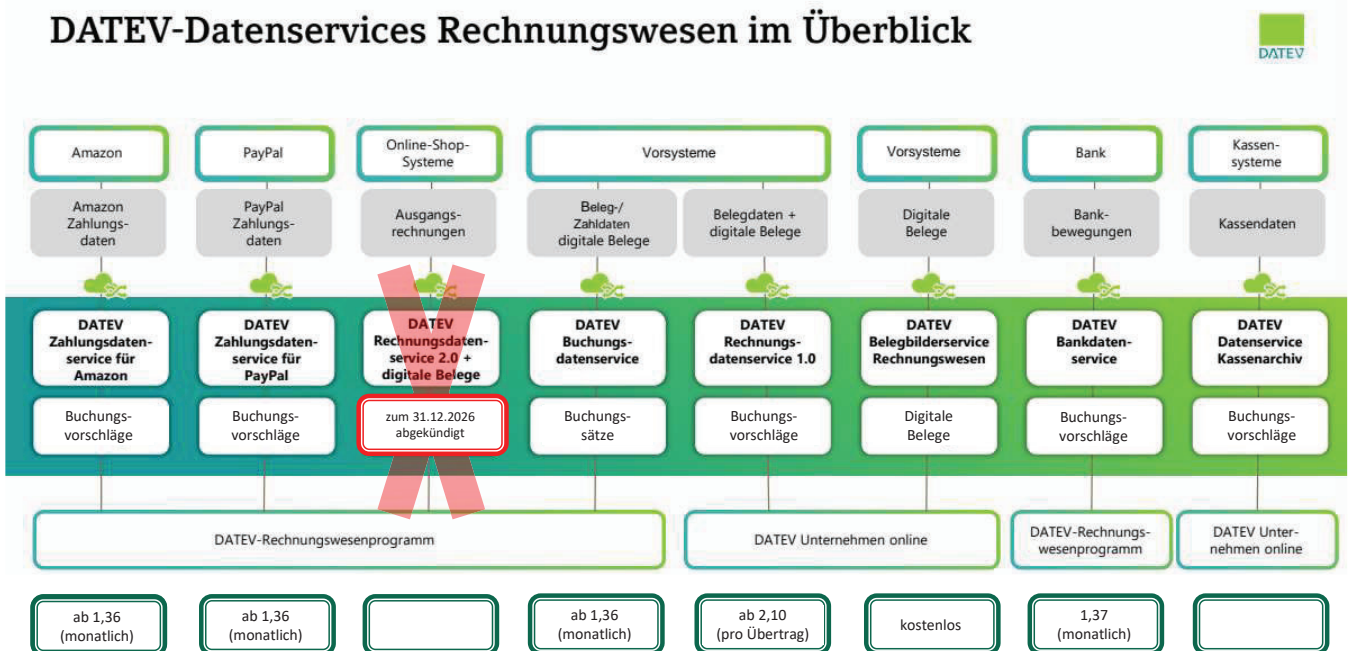 DATEV-Datenservices Rechnungswesen im Überblick
DATEV
Amazon
PayPal
Online-Shop-
Systeme
Vorsysteme
Vorsysteme
Bank
Kassen-
systeme
Amazon
Zahlungs-
daten
PayPal
Zahlungs-
daten
Ausgangs-
rechnungen
Beleg-/
Zahldaten
digitale Belege
Belegdaten +
digitale Belege
Digitale
Belege
Bank-
bewegungen
Kassendaten
DATEV
Zahlungsdaten-
service für
Amazon
DATEV
Zahlungsdaten-
service für
PayPal
DATEV
Rechnungsdaten-
service 2.0 +
digitale Belege
DATEV
Buchungs-
datenservice
DATEV
Rechnungs-
datenservice 1.0
DATEV
Belegbilderservice
Rechnungswesen
DATEV
Bankdaten-
service
DATEV
Datenservice
Kassenarchiv
Buchungs-
vorschläge
Buchungs-
vorschläge
zum 31.12.2026
abgekündigt
Buchungs-
sätze
Buchungs-
vorschläge
Digitale
Belege
Buchungs-
vorschläge
Buchungs-
vorschläge
DATEV-Rechnungswesenprogramm
DATEV Unternehmen online
DATEV-Rechnungs-
wesenprogramm
DATEV Unter-
nehmen online
ab 1,36
(monatlich)
ab 1,36
(monatlich)
ab 1,36
(monatlich)
ab 2,10
(pro Übertrag)
kostenlos
1,37
(monatlich)